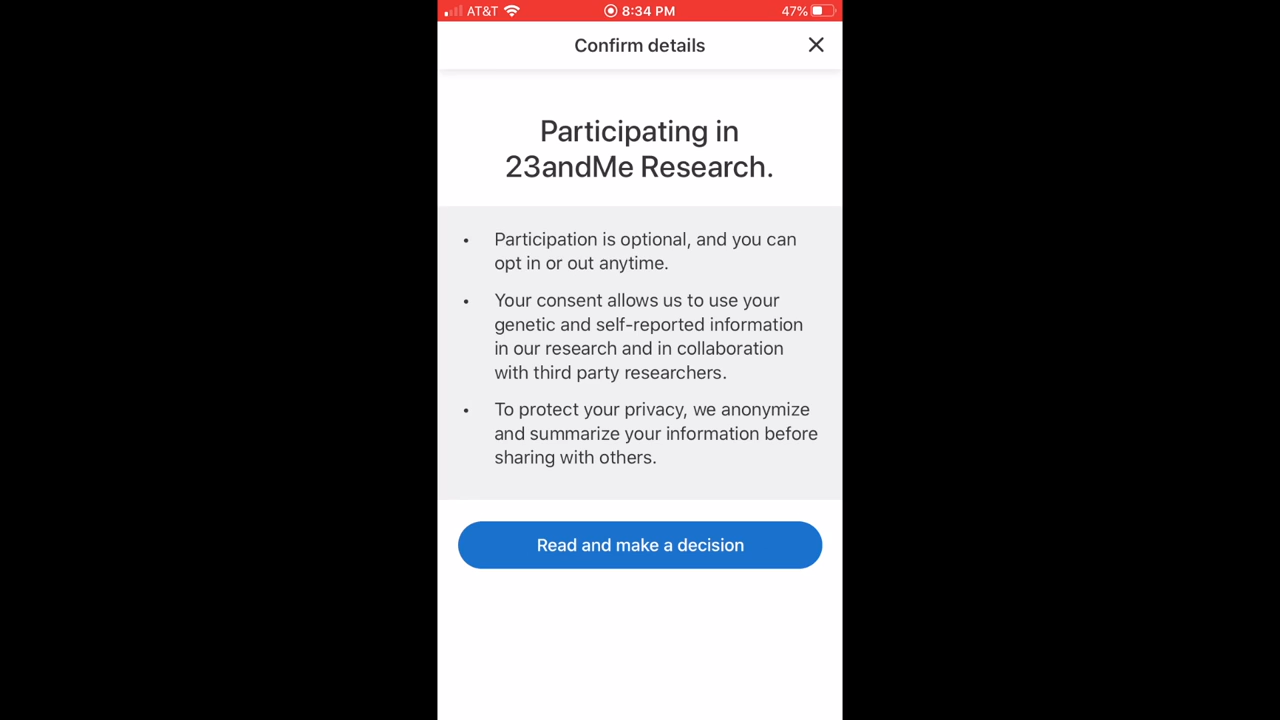 AT&T 8:34 PM 47%
Confirm details
Participating in
23andMe Research.
• Participation is optional, and you can
opt in or out anytime.
• Your consent allows us to use your
genetic and self-reported information
in our research and in collaboration
with third party researchers.
• To protect your privacy, we anonymize
and summarize your information before
sharing with others.
Read and make a decision